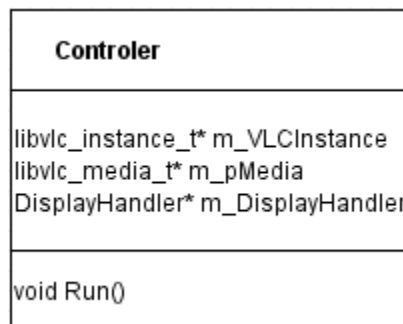 Controler
libvlc_instance_t* m_VLCInstance
libvlc_media_t* m_pMedia
DisplayHandler* m_DisplayHandler
void Run()